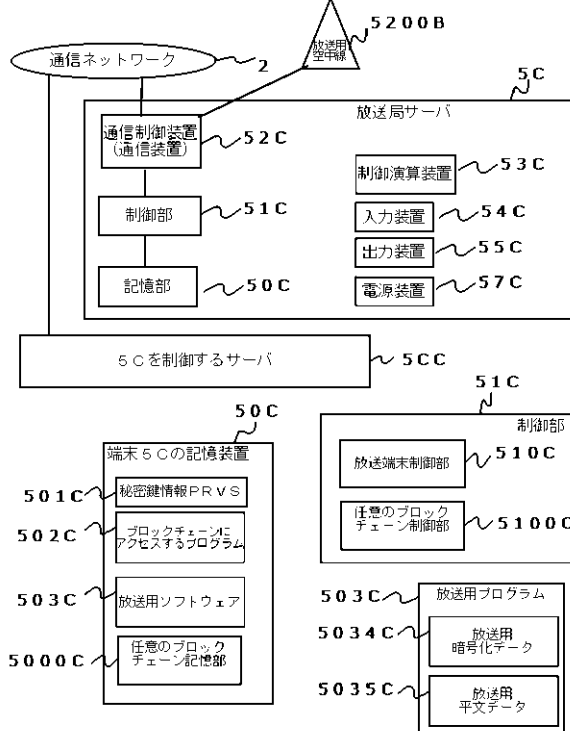 放送用
空中線
5200B
通信ネットワーク
2
5C
放送局サーバ
通信制御装置
(通信装置)
52C
制御演算装置
53C
制御部
51C
入力装置
54C
出力装置
55C
記憶部
50C
電源装置
57C
5Cを制御するサーバ
5CC
50C
端末5Cの記憶装置
501C
秘密鍵情報PRVS
502C
ブロックチェーンに
アクセスするプログラム
503C
放送用ソフトウェア
5000C
任意のブロック
チェーン記憶部
51C
制御部
放送端末制御部
510C
任意のブロック
チェーン制御部
5100C
503C
放送用プログラム
5034C
放送用
暗号化データ
5035C
放送用
平文データ